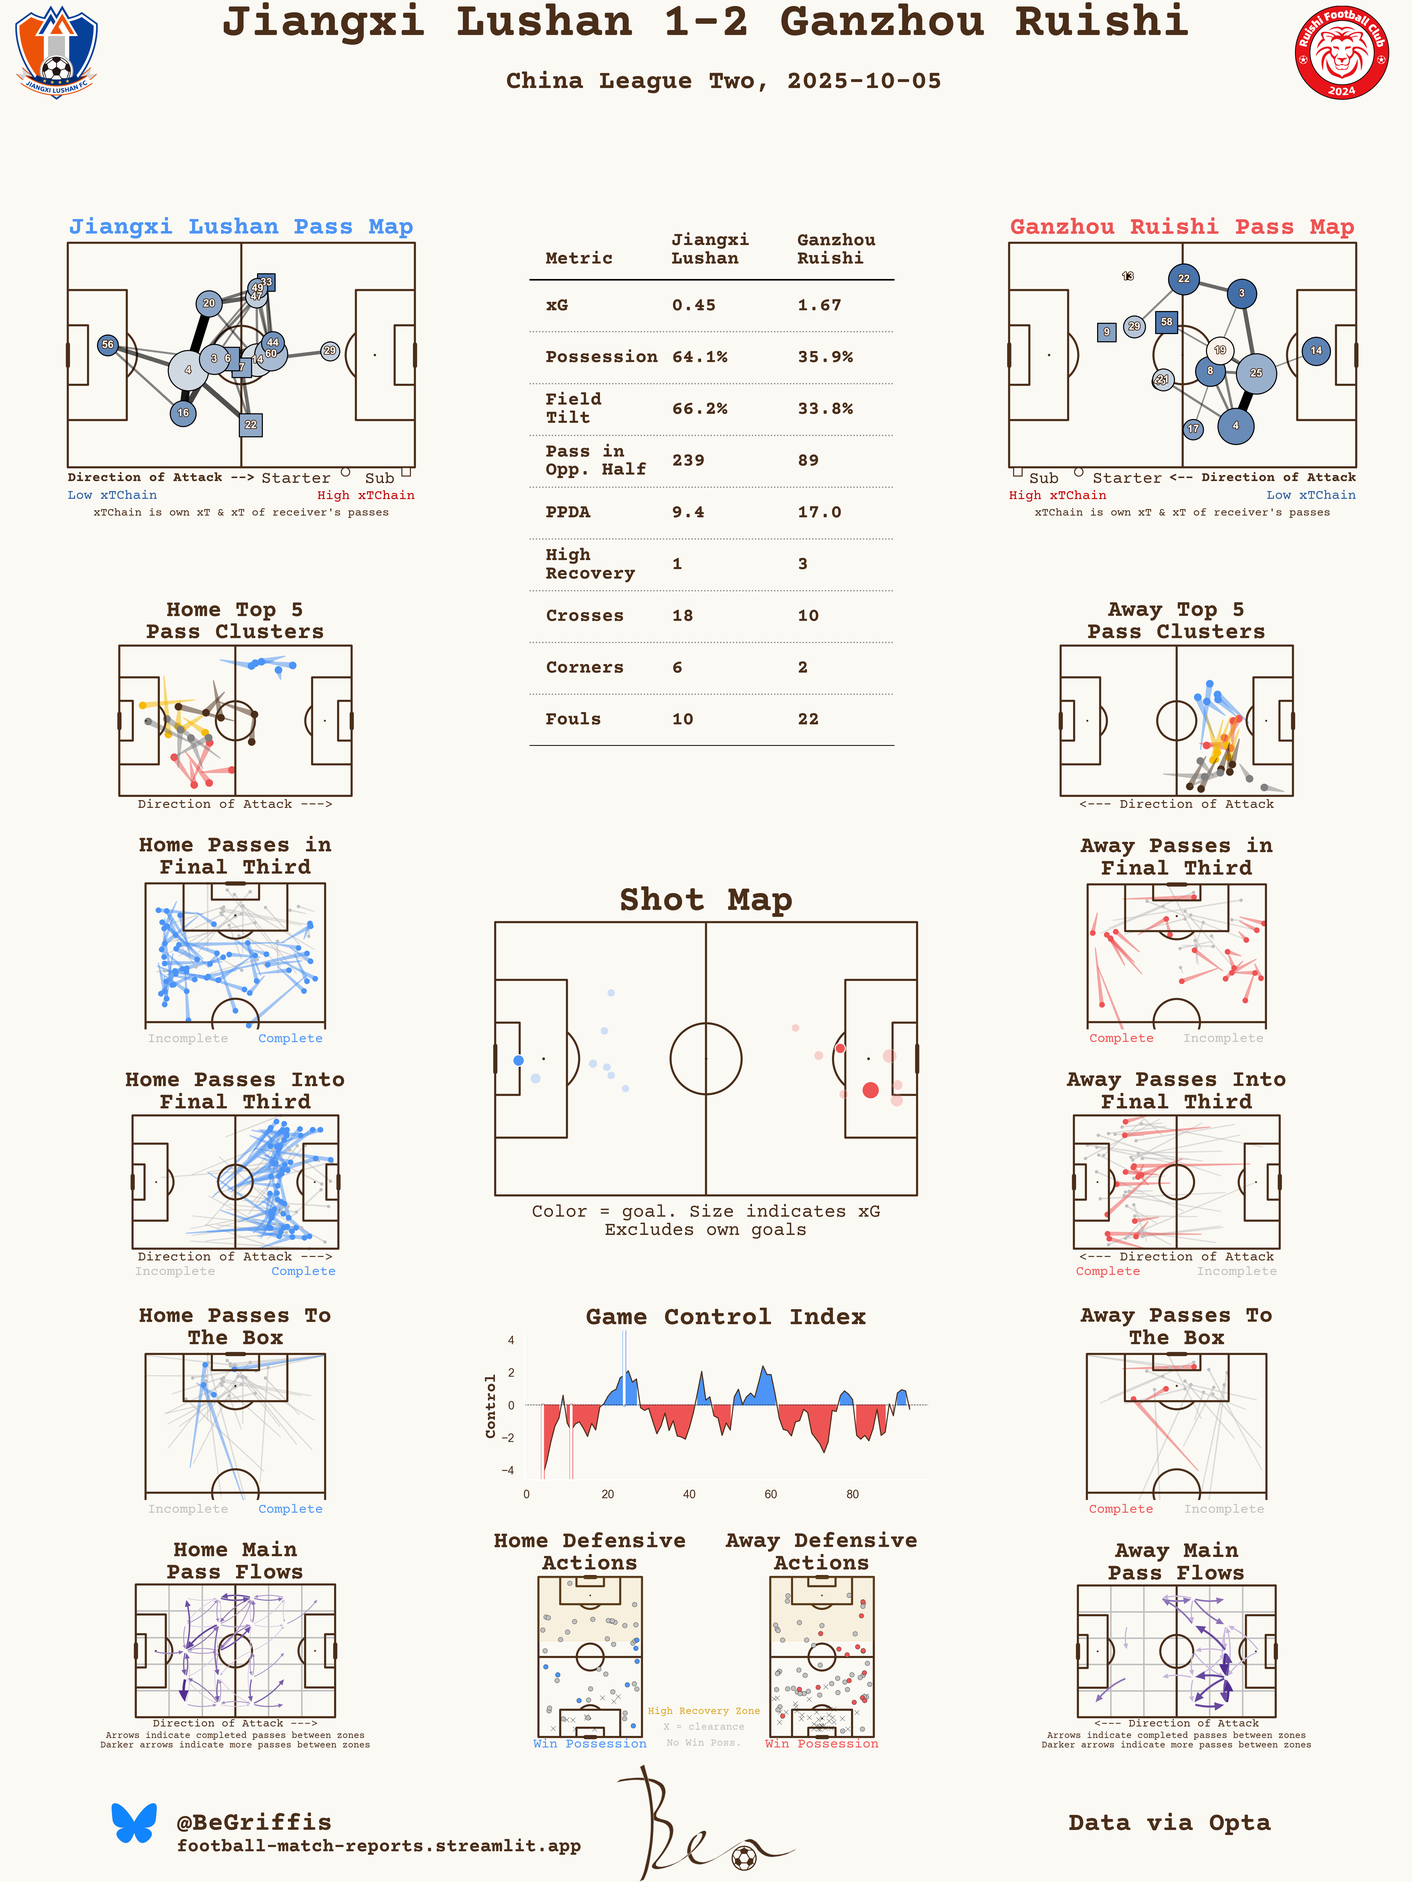 Jiangxi Lushan 1-2 Ganzhou Ruishi
China League Two, 2025-10-05
JIANGXI LUSHAN FC
Ruishi Football Club
2024
Jiangxi Lushan Pass Map
20
49
33
47
56
4
3
6
7
14
60
44
29
16
22
Direction of Attack --> Starter Sub
Low xTChain High xTChain
xTChain is own xT & xT of receiver's passes
Metric Jiangxi Lushan Ganzhou Ruishi
xG 0.45 1.67
Possession 64.1% 35.9%
Field Tilt 66.2% 33.8%
Pass in Opp. Half 239 89
PPDA 9.4 17.0
High Recovery 1 3
Crosses 18 10
Corners 6 2
Fouls 10 22
Ganzhou Ruishi Pass Map
13
22
3
9
29
58
19
14
21
8
25
17
4
Sub Starter <-- Direction of Attack
High xTChain Low xTChain
xTChain is own xT & xT of receiver's passes
Home Top 5
Pass Clusters
Direction of Attack --->
Away Top 5
Pass Clusters
<--- Direction of Attack
Home Passes in
Final Third
Incomplete Complete
Away Passes in
Final Third
Complete Incomplete
Shot Map
Color = goal. Size indicates xG
Excludes own goals
Home Passes Into
Final Third
Direction of Attack --->
Incomplete Complete
Away Passes Into
Final Third
<--- Direction of Attack
Complete Incomplete
Home Passes To
The Box
Incomplete Complete
Game Control Index
Control
4
2
0
−2
−4
0 20 40 60 80
Away Passes To
The Box
Complete Incomplete
Home Main
Pass Flows
Direction of Attack --->
Arrows indicate completed passes between zones
Darker arrows indicate more passes between zones
Home Defensive
Actions
Win Possession
Away Defensive
Actions
Win Possession
High Recovery Zone
X = clearance
No Win Poss.
Away Main
Pass Flows
<--- Direction of Attack
Arrows indicate completed passes between zones
Darker arrows indicate more passes between zones
@BeGriffis
football-match-reports.streamlit.app
Ben
Data via Opta